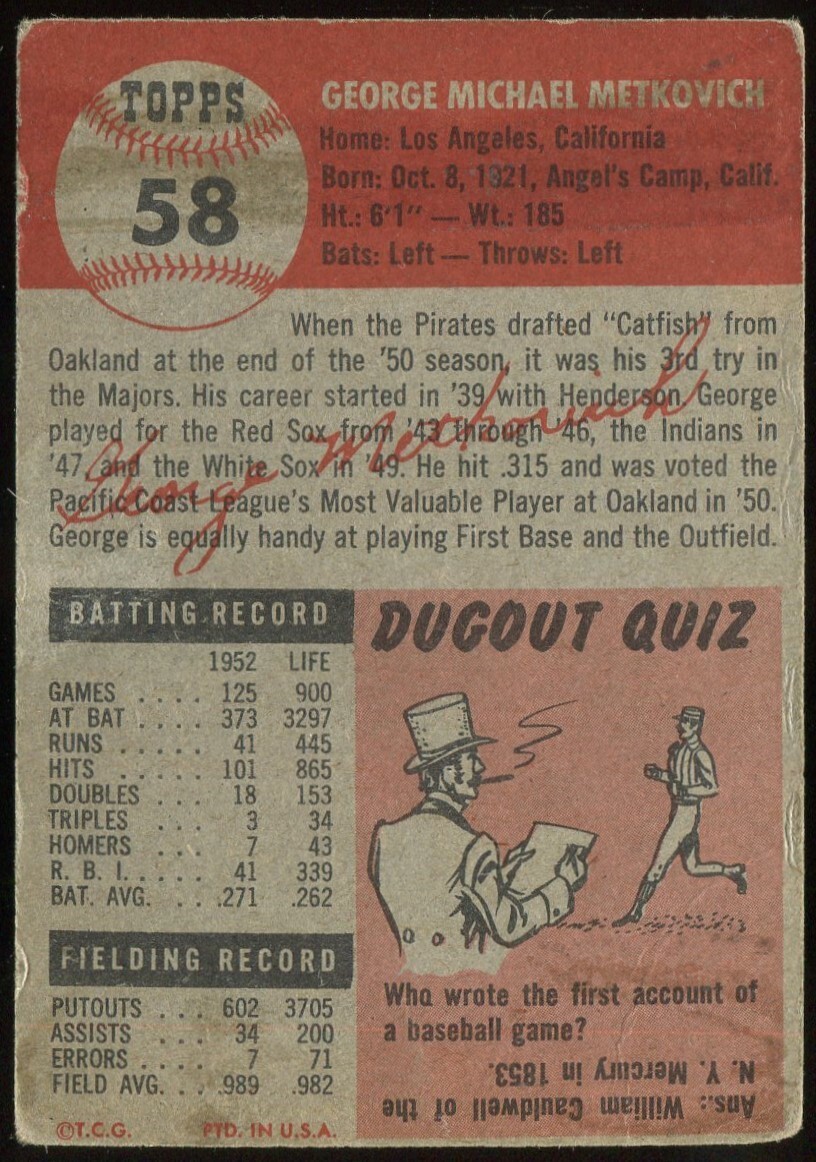 TOPPS
58
GEORGE MICHAEL METKOVICH
Home: Los Angeles, California
Born: Oct. 8, 1921, Angel's Camp, Calif.
Ht.: 6'1" — Wt.: 185
Bats: Left — Throws: Left
When the Pirates drafted "Catfish" from
Oakland at the end of the '50 season, it was his 3rd try in
the Majors. His career started in '39 with Henderson. George
played for the Red Sox from '43 through '46, the Indians in
'47, and the White Sox in '49. He hit .315 and was voted the
Pacific Coast League's Most Valuable Player at Oakland in '50.
George is equally handy at playing First Base and the Outfield.
George Metkovich
BATTING RECORD
1952 LIFE
GAMES .... 125 900
AT BAT .... 373 3297
RUNS ..... 41 445
HITS ..... 101 865
DOUBLES ... 18 153
TRIPLES ... 3 34
HOMERS ... 7 43
R. B. I. .... 41 339
BAT. AVG. ... .271 .262
FIELDING RECORD
PUTOUTS ... 602 3705
ASSISTS ... 34 200
ERRORS .... 7 71
FIELD AVG. ... .989 .982
©T.C.G. PTD. IN U.S.A.
DUGOUT QUIZ
Who wrote the first account of
a baseball game?
Ans.: William Cauldwell of the
N. Y. Mercury in 1853.